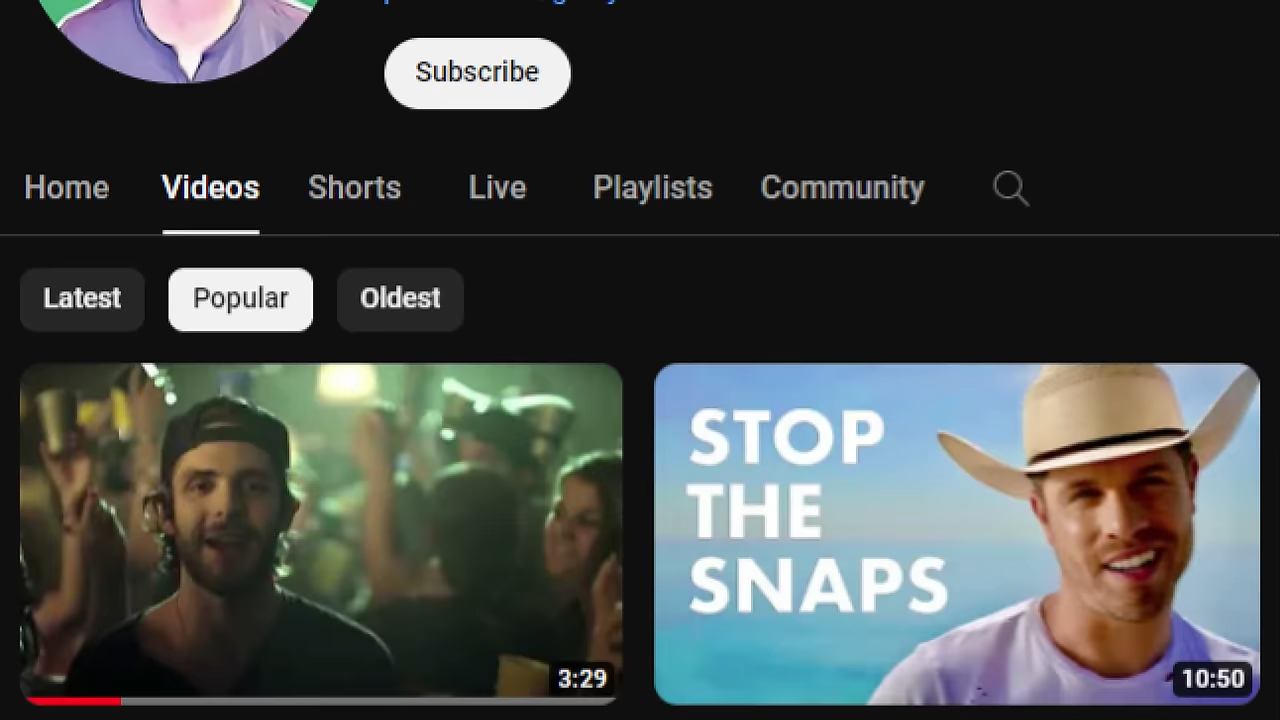 Subscribe
Home Videos Shorts Live Playlists Community
Latest Popular Oldest
STOP
THE
SNAPS
3:29
10:50